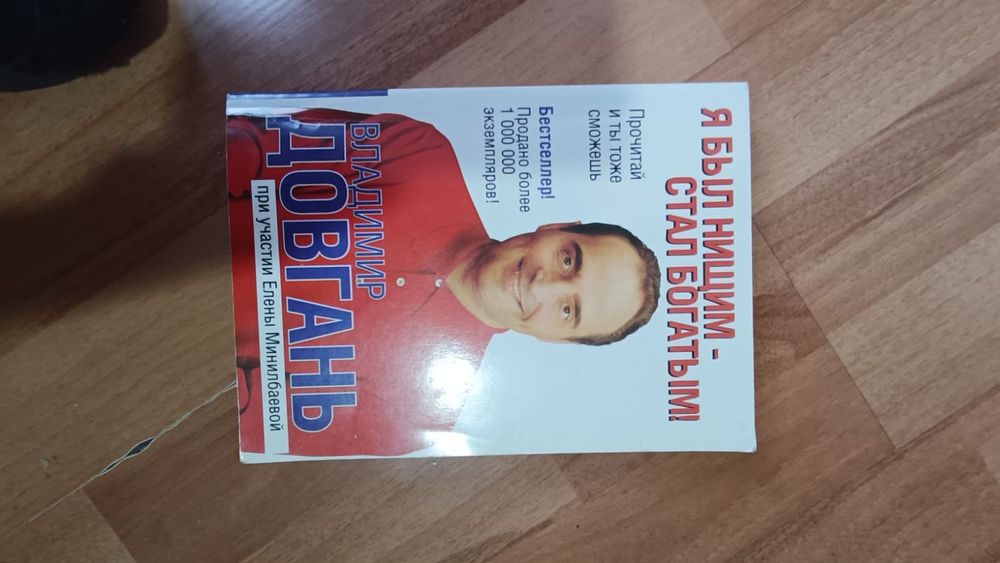 Я БЫЛ НИЩИМ -
СТАЛ БОГАТЫМ!
Прочитай
и ты тоже
сможешь
Бестселлер!
Продано более
1 000 000
экземпляров!
ВЛАДИМИР
ДОВГАНЬ
при участии Елены Минилбаевой